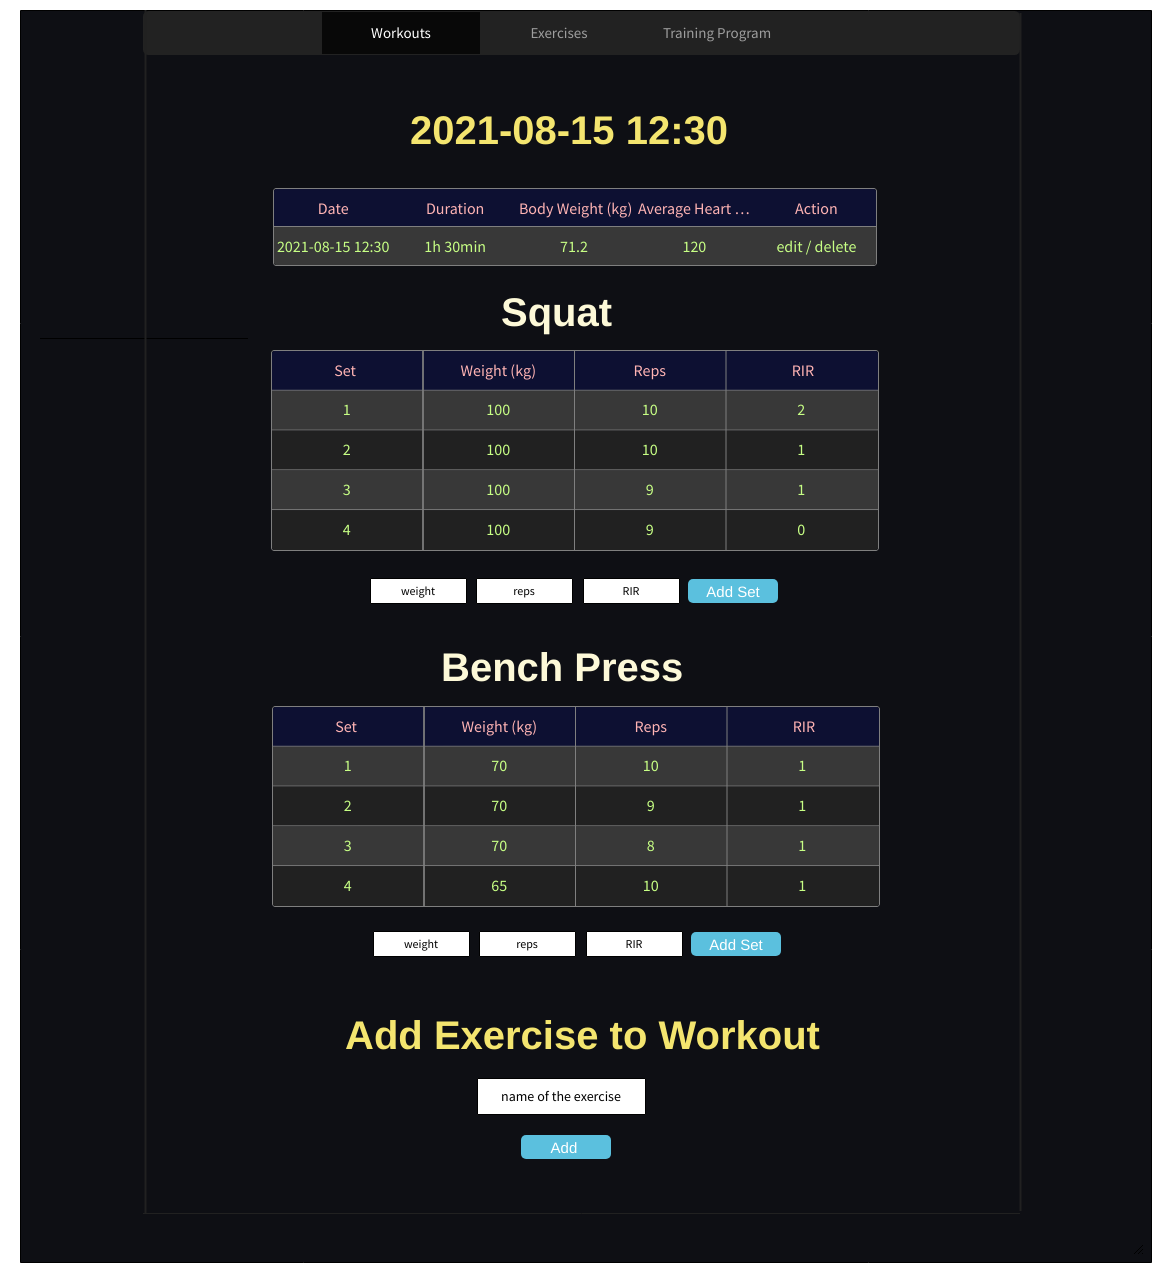 Workouts Exercises Training Program
2021-08-15 12:30
Date Duration Body Weight (kg) Average Heart ...
Action
2021-08-15 12:30 1h 30min 71.2 120 edit / delete
Squat
Set Weight (kg) Reps RIR
1 100 10 2
2 100 10 1
3 100 9 1
4 100 9 0
weight reps RIR Add Set
Bench Press
Set Weight (kg) Reps RIR
1 70 10 1
2 70 9 1
3 70 8 1
4 65 10 1
weight reps RIR Add Set
Add Exercise to Workout
name of the exercise
Add